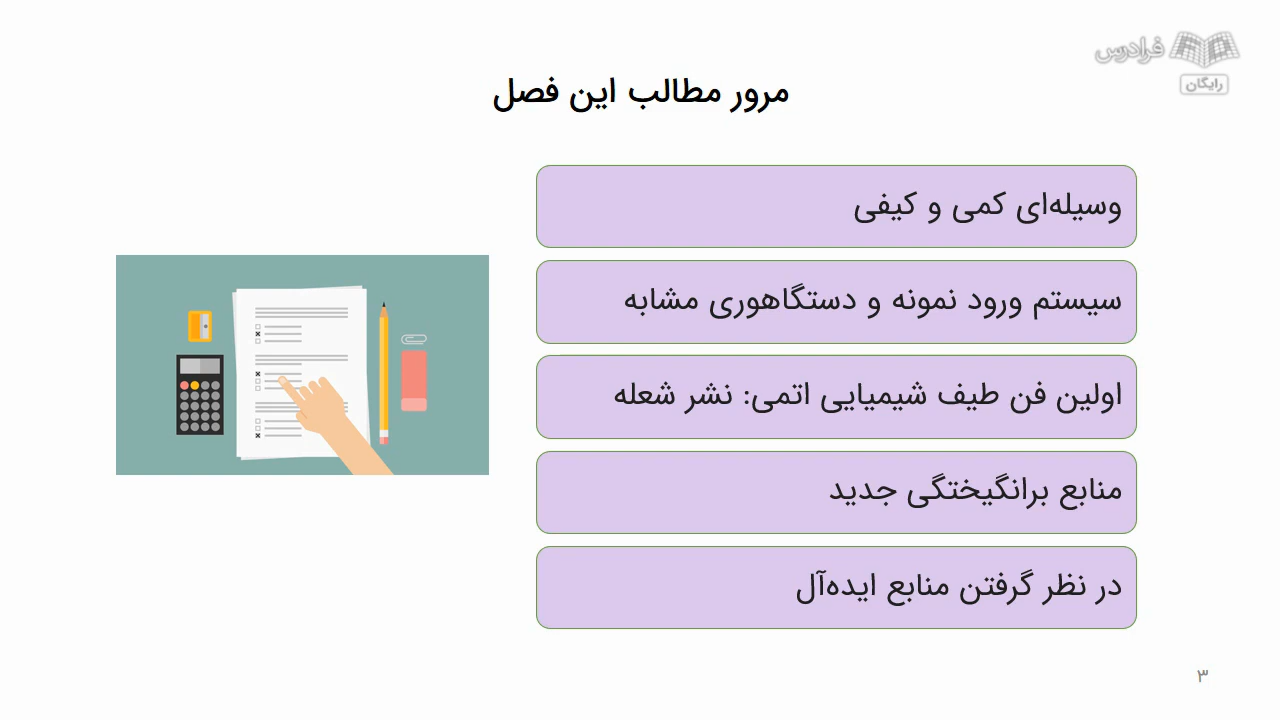 فرادرس
رایگان
مرور مطالب این فصل
وسیله‌ای کمی و کیفی
سیستم ورود نمونه و دستگاهوری مشابه
اولین فن طیف شیمیایی اتمی: نشر شعله
منابع برانگیختگی جدید
در نظر گرفتن منابع ایده‌آل
۳